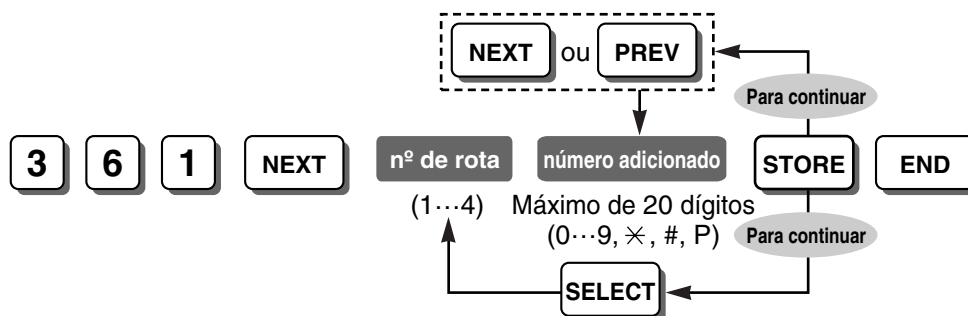 NEXT ou PREV
Para continuar
3 6 1 NEXT nº de rota número adicionado STORE END
(1···4) Máximo de 20 dígitos
(0···9, ✕, #, P) Para continuar
SELECT